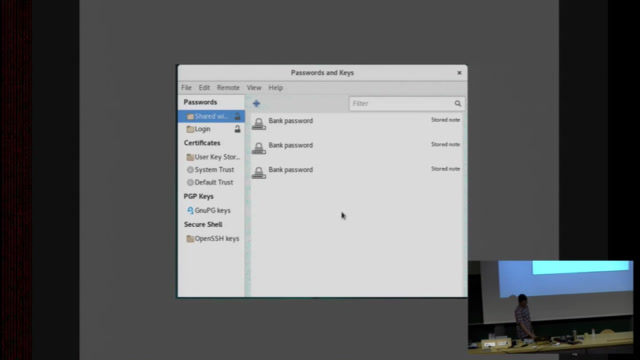 Passwords and Keys
File Edit Remote View Help
Passwords
Shared wi...
Login
Certificates
User Key Stor...
System Trust
Default Trust
PGP Keys
GnuPG keys
Secure Shell
OpenSSH keys
Filter
Bank password Stored note
Bank password Stored note
Bank password Stored note